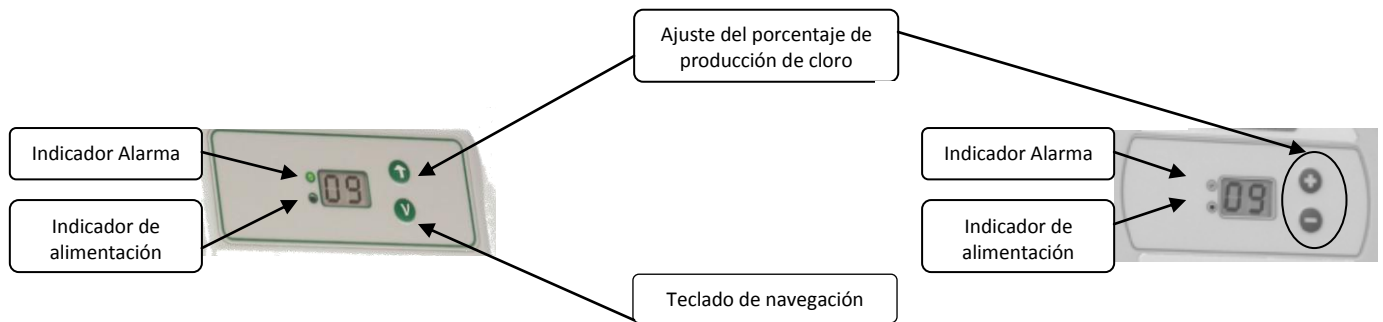 Ajuste del porcentaje de
producción de cloro
Indicador Alarma
09
Indicador de
alimentación
Indicador Alarma
09
Indicador de
alimentación
Teclado de navegación